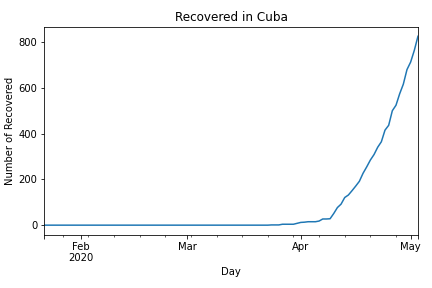 Recovered in Cuba
Number of Recovered
800
600
400
200
0
Feb
2020
Mar
Apr
May
Day